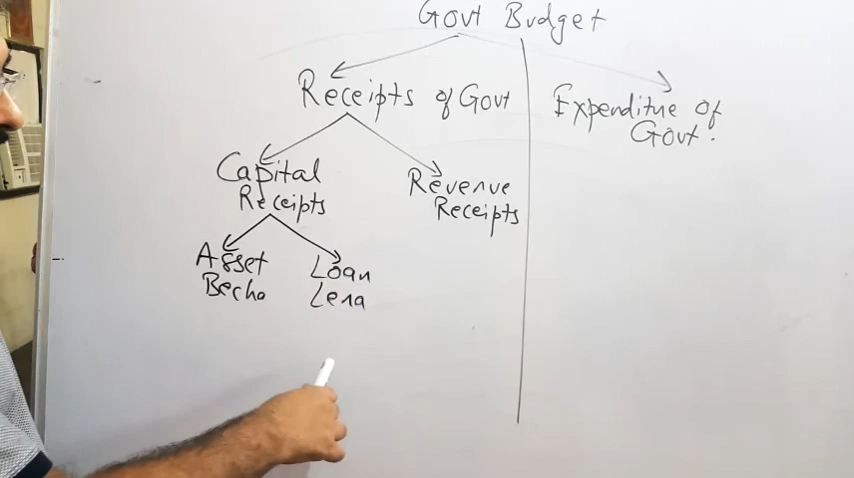 Govt Budget
Receipts of Govt
Expenditure of
Govt.
Capital
Receipts
Revenue
Receipts
Asset
Becho
Loan
Lena